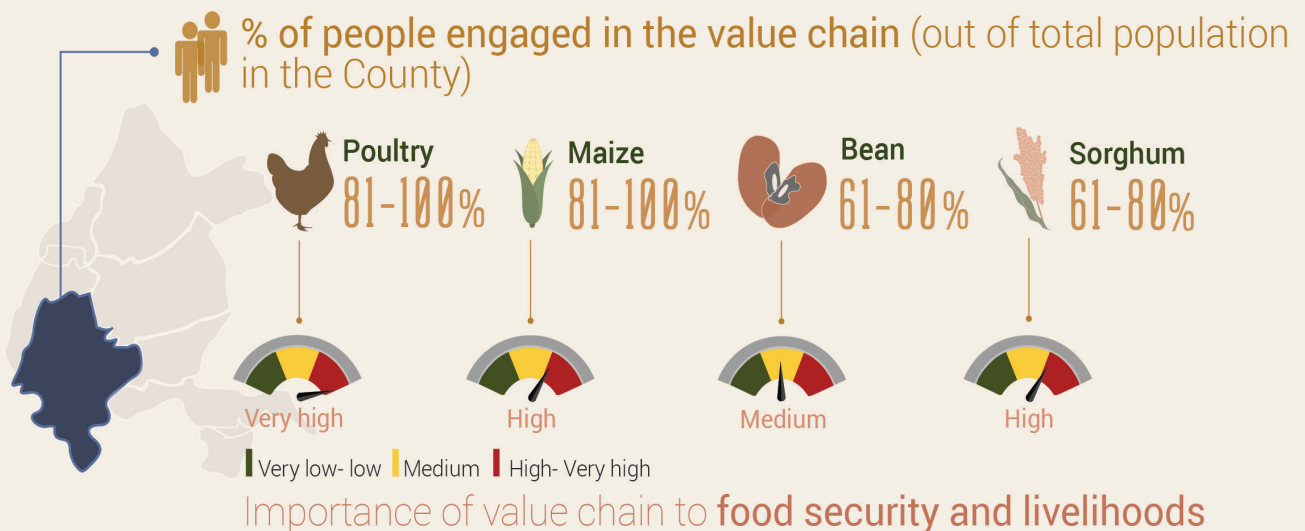 % of people engaged in the value chain (out of total population
in the County)
Poultry
81-100%
Maize
81-100%
Bean
61-80%
Sorghum
61-80%
Very high
High
Medium
High
Very low- low
Medium
High- Very high
Importance of value chain to food security and livelihoods